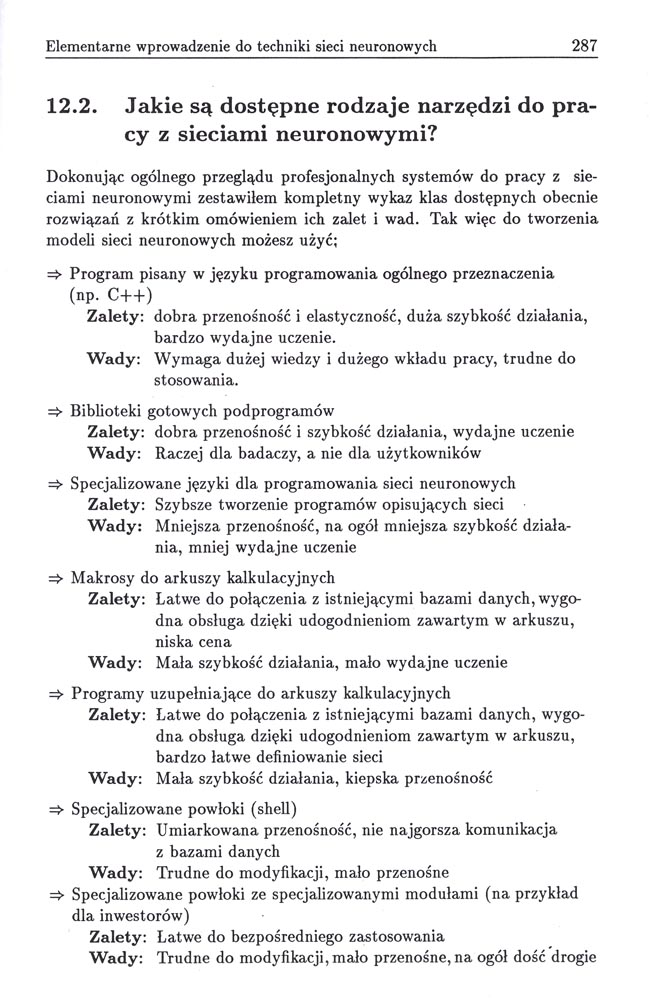 Elementarne wprowadzenie do techniki sieci neuronowych 287
12.2. Jakie są dostępne rodzaje narzędzi do pra-
cy z sieciami neuronowymi?
Dokonując ogólnego przeglądu profesjonalnych systemów do pracy z sie-
ciami neuronowymi zestawiłem kompletny wykaz klas dostępnych obecnie
rozwiązań z krótkim omówieniem ich zalet i wad. Tak więc do tworzenia
modeli sieci neuronowych możesz użyć;
⇒ Program pisany w języku programowania ogólnego przeznaczenia
(np. C++)
Zalety: dobra przenośność i elastyczność, duża szybkość działania,
bardzo wydajne uczenie.
Wady: Wymaga dużej wiedzy i dużego wkładu pracy, trudne do
stosowania.
⇒ Biblioteki gotowych podprogramów
Zalety: dobra przenośność i szybkość działania, wydajne uczenie
Wady: Raczej dla badaczy, a nie dla użytkowników
⇒ Specjalizowane języki dla programowania sieci neuronowych
Zalety: Szybsze tworzenie programów opisujących sieci
Wady: Mniejsza przenośność, na ogół mniejsza szybkość działa-
nia, mniej wydajne uczenie
⇒ Makrosy do arkuszy kalkulacyjnych
Zalety: Łatwe do połączenia z istniejącymi bazami danych, wygo-
dna obsługa dzięki udogodnieniom zawartym w arkuszu,
niska cena
Wady: Mała szybkość działania, mało wydajne uczenie
⇒ Programy uzupełniające do arkuszy kalkulacyjnych
Zalety: Łatwe do połączenia z istniejącymi bazami danych, wygo-
dna obsługa dzięki udogodnieniom zawartym w arkuszu,
bardzo łatwe definiowanie sieci
Wady: Mała szybkość działania, kiepska przenośność
⇒ Specjalizowane powłoki (shell)
Zalety: Umiarkowana przenośność, nie najgorsza komunikacja
z bazami danych
Wady: Trudne do modyfikacji, mało przenośne
⇒ Specjalizowane powłoki ze specjalizowanymi modułami (na przykład
dla inwestorów)
Zalety: Łatwe do bezpośredniego zastosowania
Wady: Trudne do modyfikacji, mało przenośne, na ogół dość drogie